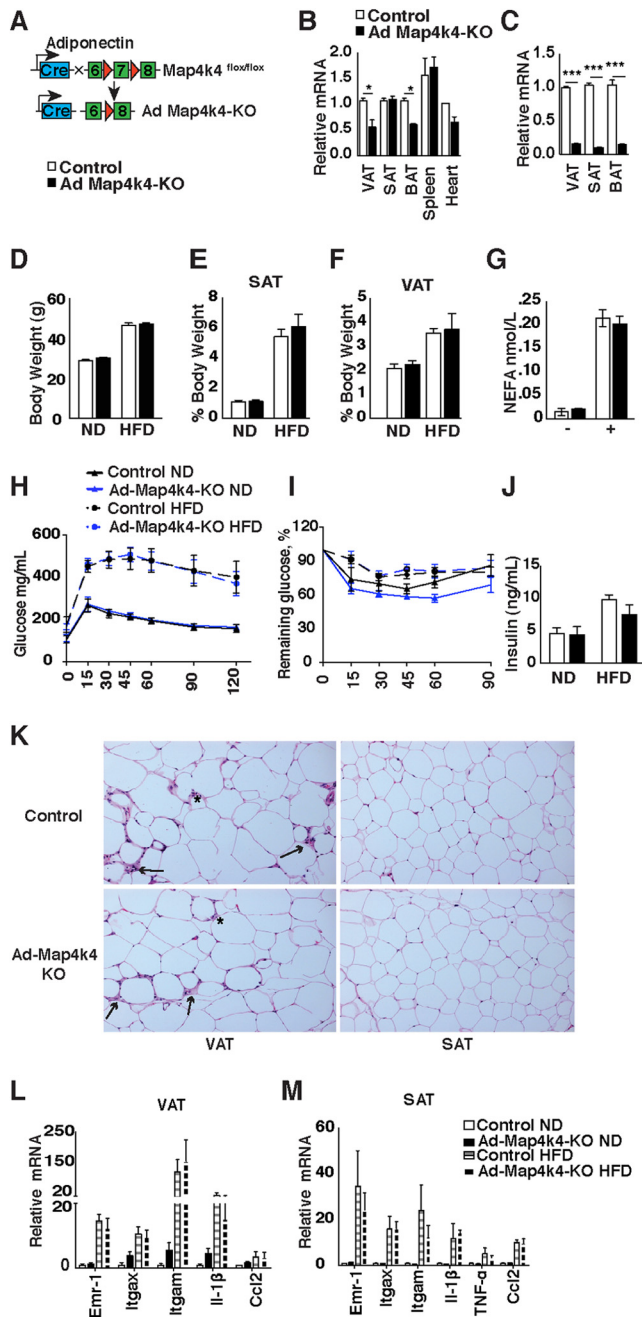 A
Adiponectin
Cre × 6 7 8 Map4k4 flox/flox
Cre 6 8 Ad Map4k4-KO
Control
Ad Map4k4-KO
B
Control
Ad Map4k4-KO
Relative mRNA
2.0
1.5
1.0
0.5
0.0
* *
VAT
SAT
BAT
Spleen
Heart
C
Relative mRNA
1.5
1.0
0.5
0.0
*** *** ***
VAT
SAT
BAT
D
Body Weight (g)
60
40
20
0
ND HFD
E
SAT
% Body Weight
8
6
4
2
0
ND HFD
F
VAT
% Body Weight
5
4
3
2
1
0
ND HFD
G
NEFA nmol/L
.25
.20
.15
.10
.05
0
- +
H
Control ND
Ad-Map4k4-KO ND
Control HFD
Ad-Map4k4-KO HFD
Glucose mg/mL
600
400
200
0
0 15 30 45 60 90 120
I
Remaining glucose, %
120
90
60
30
0
0 15 30 45 60 90
J
Insulin (ng/mL)
15
10
5
0
ND HFD
K
Control
*
Ad-Map4k4
KO
*
VAT SAT
L
VAT
Relative mRNA
250
150
20
20
10
0
Emr-1
Itgax
Itgam
Il-1β
Ccl2
M
SAT
Control ND
Ad-Map4k4-KO ND
Control HFD
Ad-Map4k4-KO HFD
Relative mRNA
60
40
20
0
Emr-1
Itgax
Itgam
Il-1β
TNF-α
Ccl2